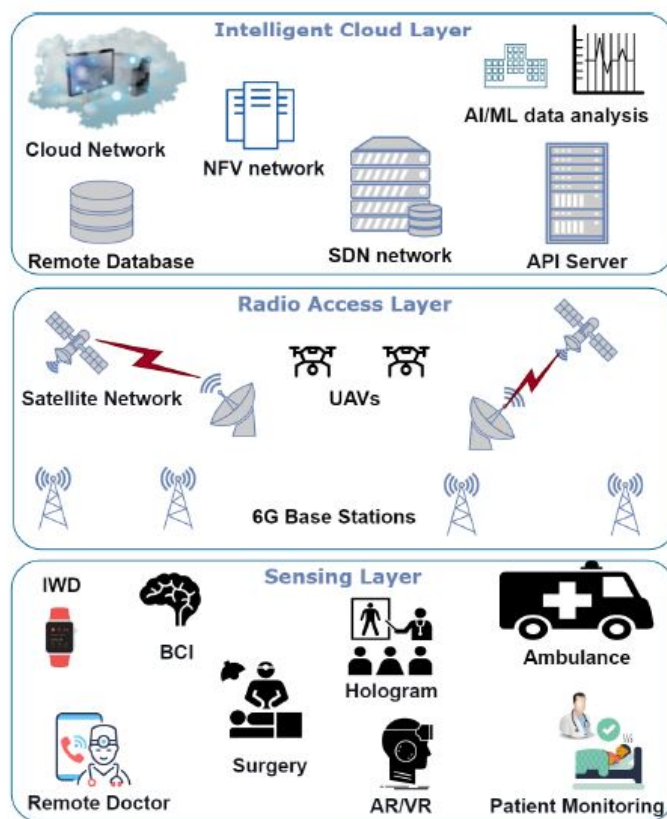 Intelligent Cloud Layer
Cloud Network
NFV network
AI/ML data analysis
Remote Database
SDN network
API Server
Radio Access Layer
Satellite Network
UAVs
6G Base Stations
Sensing Layer
IWD
BCI
Surgery
Hologram
Ambulance
Remote Doctor
AR/VR
Patient Monitoring